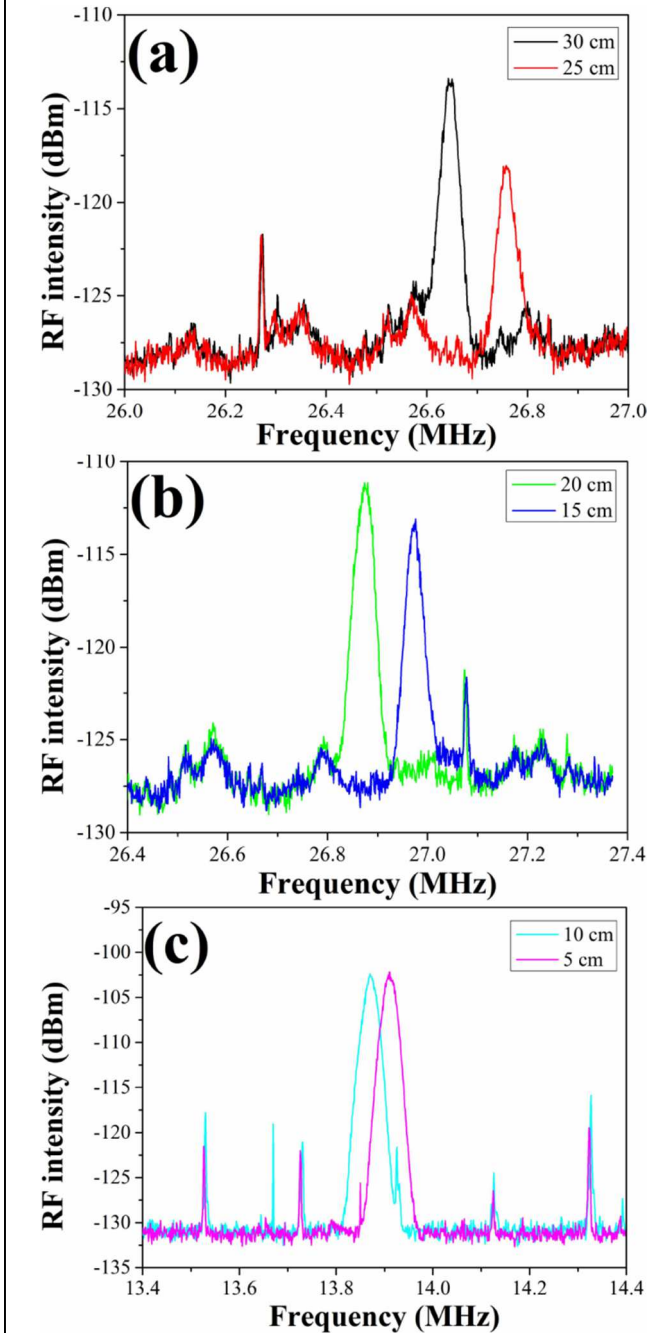 (a)
30 cm
25 cm
RF intensity (dBm)
-110
-115
-120
-125
-130
26.0 26.2 26.4 26.6 26.8 27.0
Frequency (MHz)
(b)
20 cm
15 cm
RF intensity (dBm)
-110
-115
-120
-125
-130
26.4 26.6 26.8 27.0 27.2 27.4
Frequency (MHz)
(c)
10 cm
5 cm
RF intensity (dBm)
-95
-100
-105
-110
-115
-120
-125
-130
-135
13.4 13.6 13.8 14.0 14.2 14.4
Frequency (MHz)